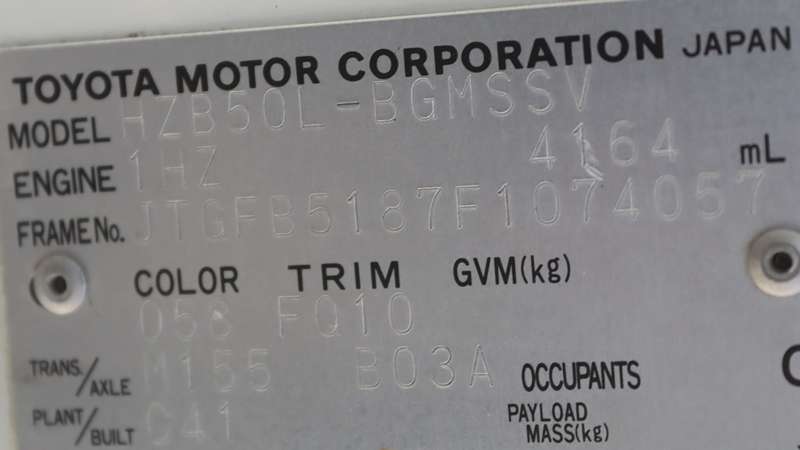 TOYOTA MOTOR CORPORATION JAPAN
MODEL HZB50L-BGMSSV
ENGINE 1HZ 4164 mL
FRAME No. JTGFB5187F1074057
COLOR TRIM GVM(kg)
058 FQ10
TRANS./AXLE M155 B03A OCCUPANTS
PLANT/BUILT C41 PAYLOAD MASS(kg)